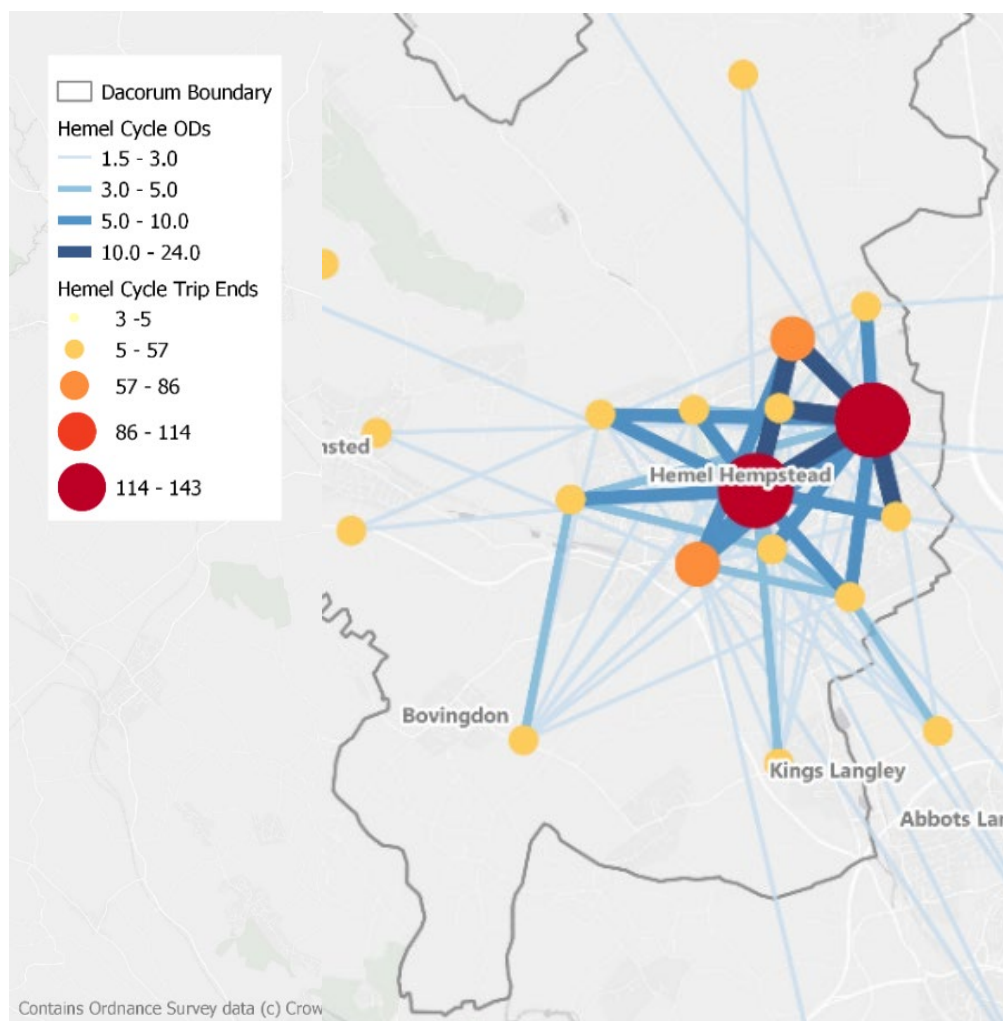 Dacorum Boundary
Hemel Cycle ODs
1.5 - 3.0
3.0 - 5.0
5.0 - 10.0
10.0 - 24.0
Hemel Cycle Trip Ends
3 -5
5 - 57
57 - 86
86 - 114
114 - 143
nsted
Hemel Hempstead
Bovingdon
Kings Langley
Abbots Lan
Contains Ordnance Survey data (c) Crow